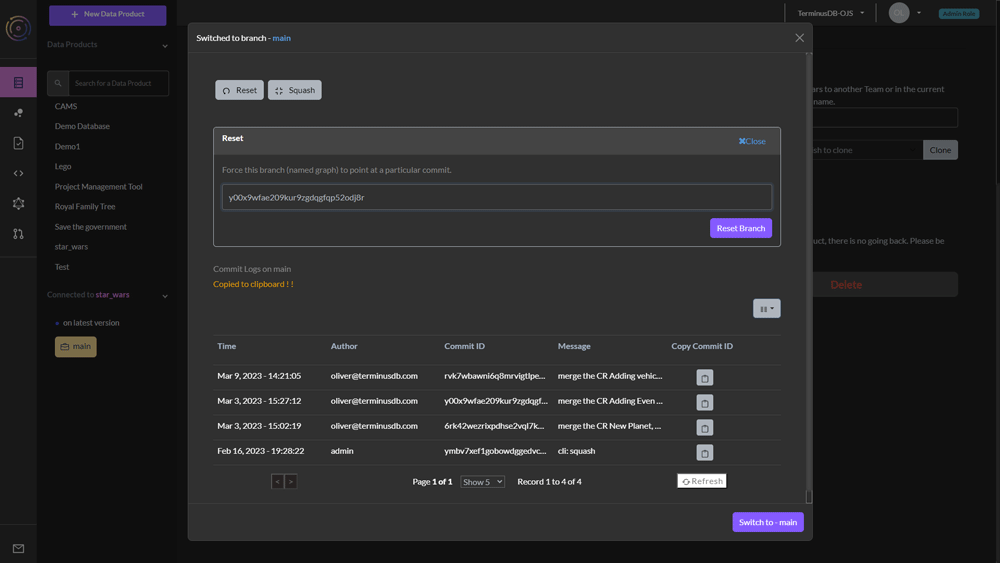 New Data Product
Data Products
Search for a Data Product
CAMS
Demo Database
Demo1
Lego
Project Management Tool
Royal Family Tree
Save the government
star_wars
Test
Connected to star_wars
on latest version
main
TerminusDB-OJS
OL
Admin Role
Switched to branch - main
Reset
Squash
Reset
Close
Force this branch (named graph) to point at a particular commit.
y00x9wfae209kur9zgdqgfqp52odj8r
Reset Branch
Commit Logs on main
Copied to clipboard ! !
Time Author Commit ID Message Copy Commit ID
Mar 9, 2023 - 14:21:05 oliver@terminusdb.com rvk7wbawni6q8mrvigtlpe... merge the CR Adding vehic...
Mar 3, 2023 - 15:27:12 oliver@terminusdb.com y00x9wfae209kur9zgdqgf... merge the CR Adding Even ...
Mar 3, 2023 - 15:02:19 oliver@terminusdb.com 6rk42wezrixpdhse2vql7k... merge the CR New Planet, ...
Feb 16, 2023 - 19:28:22 admin ymbv7xef1gobowdggedvc... cli: squash
< > Page 1 of 1 Show 5 Record 1 to 4 of 4 Refresh
Switch to - main
ars to another Team or in the current
name.
sh to clone
Clone
uct, there is no going back. Please be
Delete